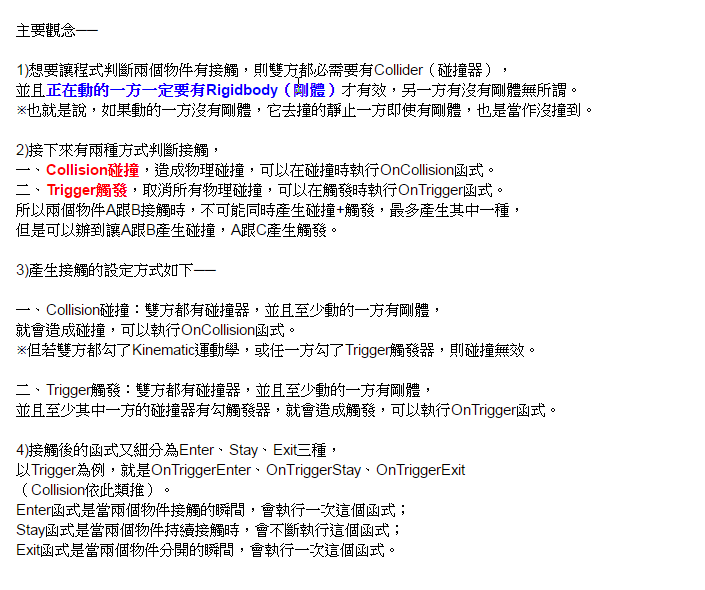 主要觀念──
1)想要讓程式判斷兩個物件有接觸，則雙方都必需要有Collider（碰撞器），
並且正在動的一方一定要有Rigidbody（剛體）才有效，另一方有沒有剛體無所謂。
※也就是說，如果動的一方沒有剛體，它去撞的靜止一方即使有剛體，也是當作沒撞到。
2)接下來有兩種方式判斷接觸，
一、Collision碰撞，造成物理碰撞，可以在碰撞時執行OnCollision函式。
二、Trigger觸發，取消所有物理碰撞，可以在觸發時執行OnTrigger函式。
所以兩個物件A跟B接觸時，不可能同時產生碰撞+觸發，最多產生其中一種，
但是可以辦到讓A跟B產生碰撞，A跟C產生觸發。
3)產生接觸的設定方式如下──
一、Collision碰撞：雙方都有碰撞器，並且至少動的一方有剛體，
就會造成碰撞，可以執行OnCollision函式。
※但若雙方都勾了Kinematic運動學，或任一方勾了Trigger觸發器，則碰撞無效。
二、Trigger觸發：雙方都有碰撞器，並且至少動的一方有剛體，
並且至少其中一方的碰撞器有勾觸發器，就會造成觸發，可以執行OnTrigger函式。
4)接觸後的函式又細分為Enter、Stay、Exit三種，
以Trigger為例，就是OnTriggerEnter、OnTriggerStay、OnTriggerExit
（Collision依此類推）。
Enter函式是當兩個物件接觸的瞬間，會執行一次這個函式；
Stay函式是當兩個物件持續接觸時，會不斷執行這個函式；
Exit函式是當兩個物件分開的瞬間，會執行一次這個函式。